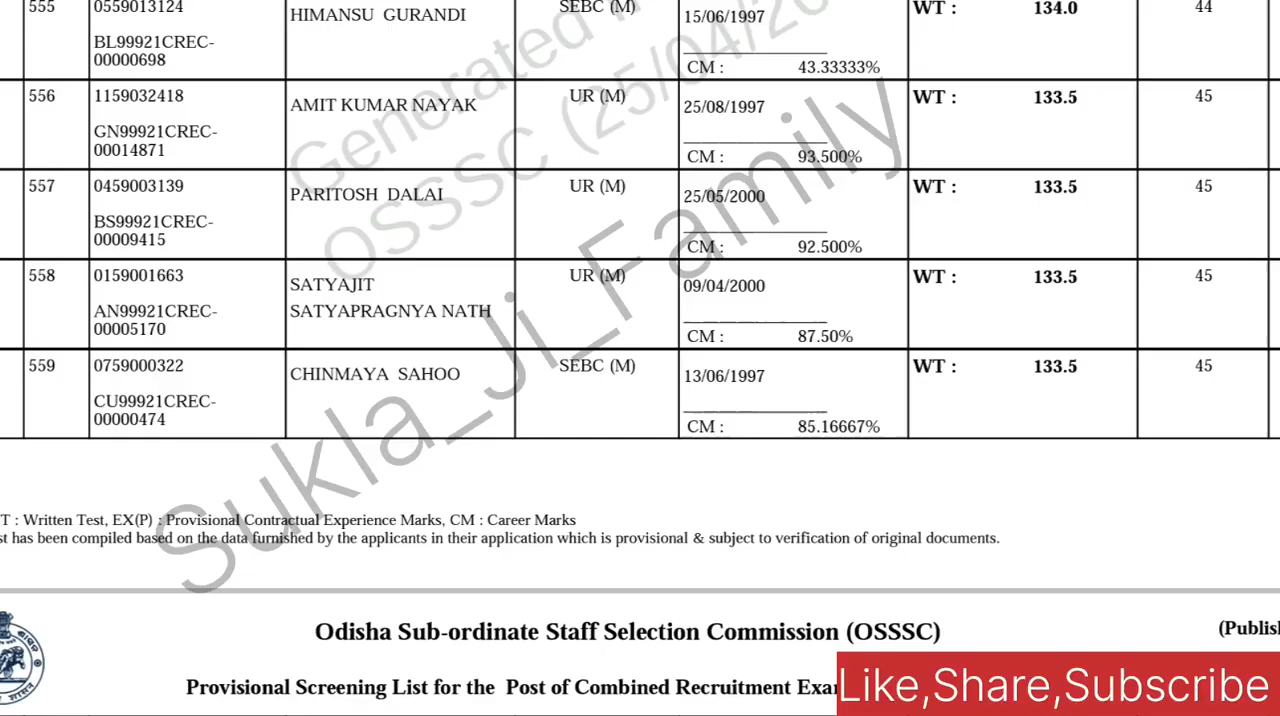 555 0559013124 HIMANSU GURANDI SEBC (M) 15/06/1997 WT : 134.0 44
BL99921CREC-
00000698
CM : 43.33333%
556 1159032418 AMIT KUMAR NAYAK UR (M) 25/08/1997 WT : 133.5 45
GN99921CREC-
00014871
CM : 93.500%
557 0459003139 PARITOSH DALAI UR (M) 25/05/2000 WT : 133.5 45
BS99921CREC-
00009415
CM : 92.500%
558 0159001663 SATYAJIT UR (M) 09/04/2000 WT : 133.5 45
SATYAPRAGNYA NATH
AN99921CREC-
00005170
CM : 87.50%
559 0759000322 CHINMAYA SAHOO SEBC (M) 13/06/1997 WT : 133.5 45
CU99921CREC-
00000474
CM : 85.16667%
Generated
OSSSC (25/04/20
Sukla_Ji_Family
T : Written Test, EX(P) : Provisional Contractual Experience Marks, CM : Career Marks
st has been compiled based on the data furnished by the applicants in their application which is provisional & subject to verification of original documents.
Odisha Sub-ordinate Staff Selection Commission (OSSSC)
(Publish
Provisional Screening List for the Post of Combined Recruitment Exa
Like,Share,Subscribe